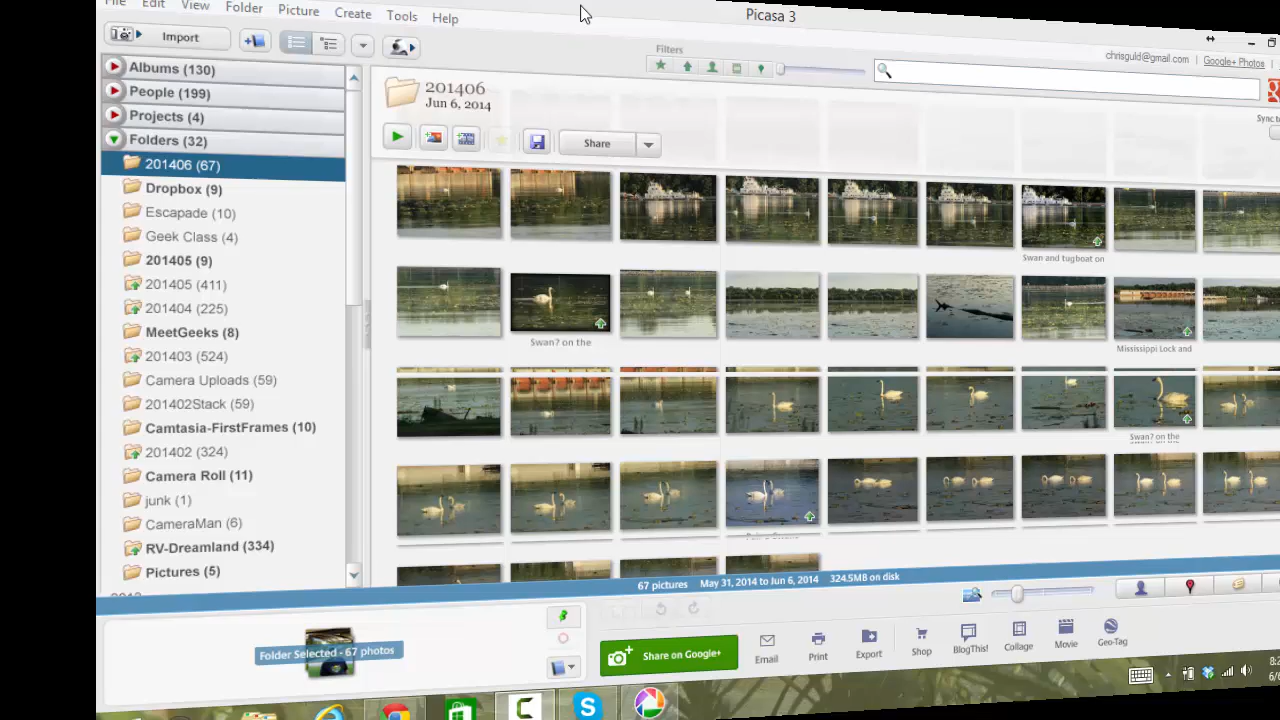 Picasa 3
File Edit View Folder Picture Create Tools Help
Import
Filters
chrisguld@gmail.com Google+ Photos
Albums (130)
People (199)
Projects (4)
Folders (32)
201406 (67)
Dropbox (9)
Escapade (10)
Geek Class (4)
201405 (9)
201405 (411)
201404 (225)
MeetGeeks (8)
201403 (524)
Camera Uploads (59)
201402Stack (59)
Camtasia-FirstFrames (10)
201402 (324)
Camera Roll (11)
junk (1)
CameraMan (6)
RV-Dreamland (334)
Pictures (5)
201406
Jun 6, 2014
Share
Sync to
Swan and tugboat on
Swan? on the
Mississippi Lock and
Swan? on the
67 pictures May 31, 2014 to Jun 6, 2014 324.5MB on disk
Folder Selected - 67 photos
Share on Google+
Email
Print
Export
Shop
BlogThis!
Collage
Movie
Geo-Tag